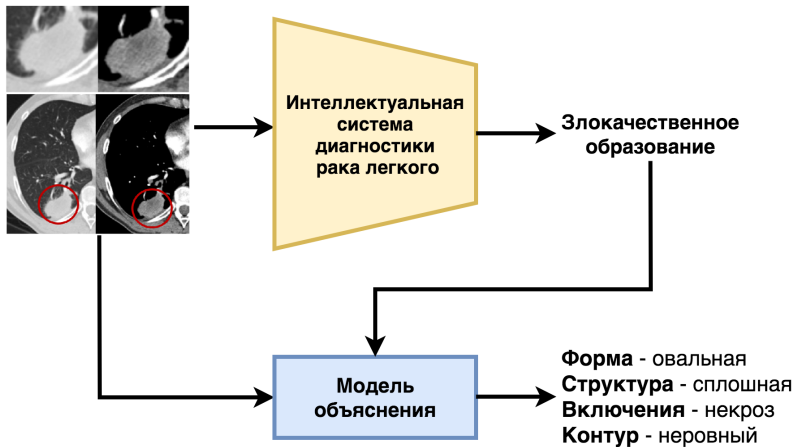 Интеллектуальная
система
диагностики
рака легкого
Злокачественное
образование
Модель
объяснения
Форма - овальная
Структура - сплошная
Включения - некроз
Контур - неровный